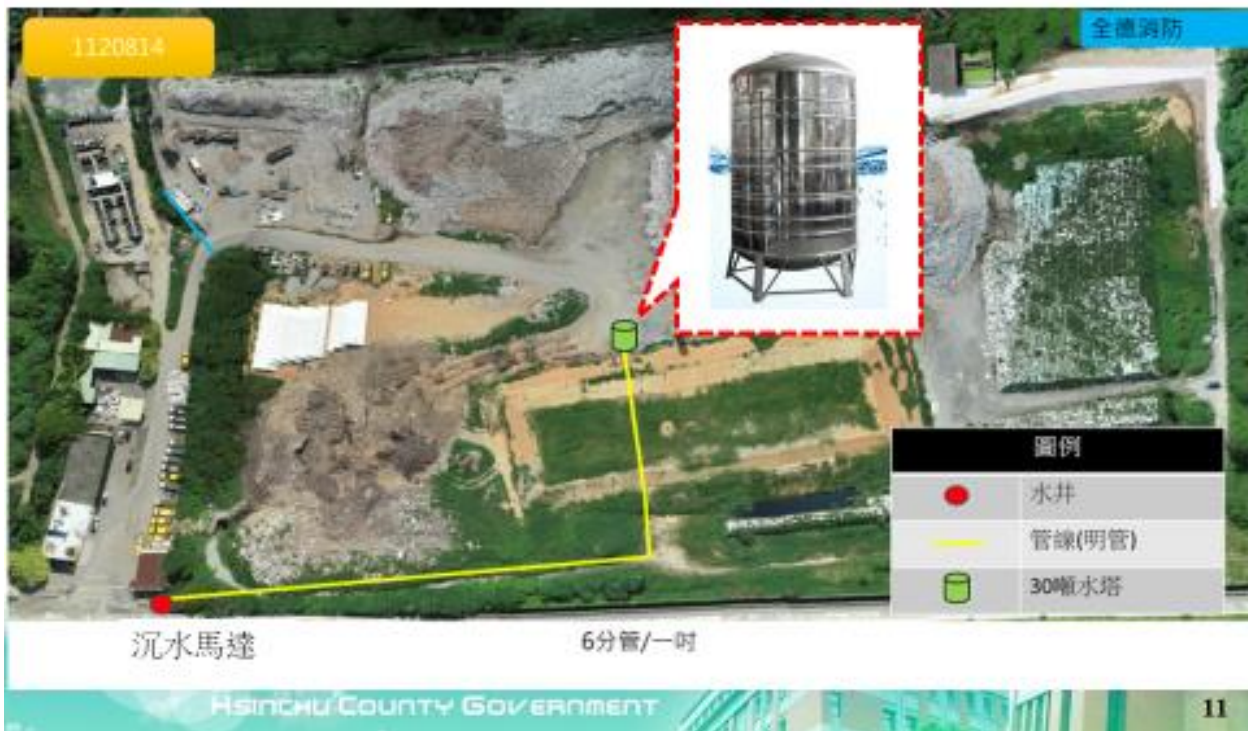 1120814
全德消防
圖例
水井
管線(明管)
30噸水塔
沉水馬達
6分管/一吋
HSINCHU COUNTY GOVERNMENT
11